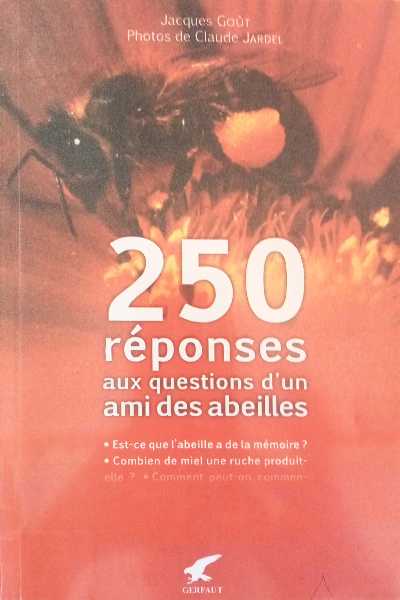 Jacques Goût
Photos de Claude Jardel
250
réponses
aux questions d'un
ami des abeilles
• Est-ce que l'abeille a de la mémoire ?
• Combien de miel une ruche produit-
elle ? • Comment peut-on commen-
GERFAUT